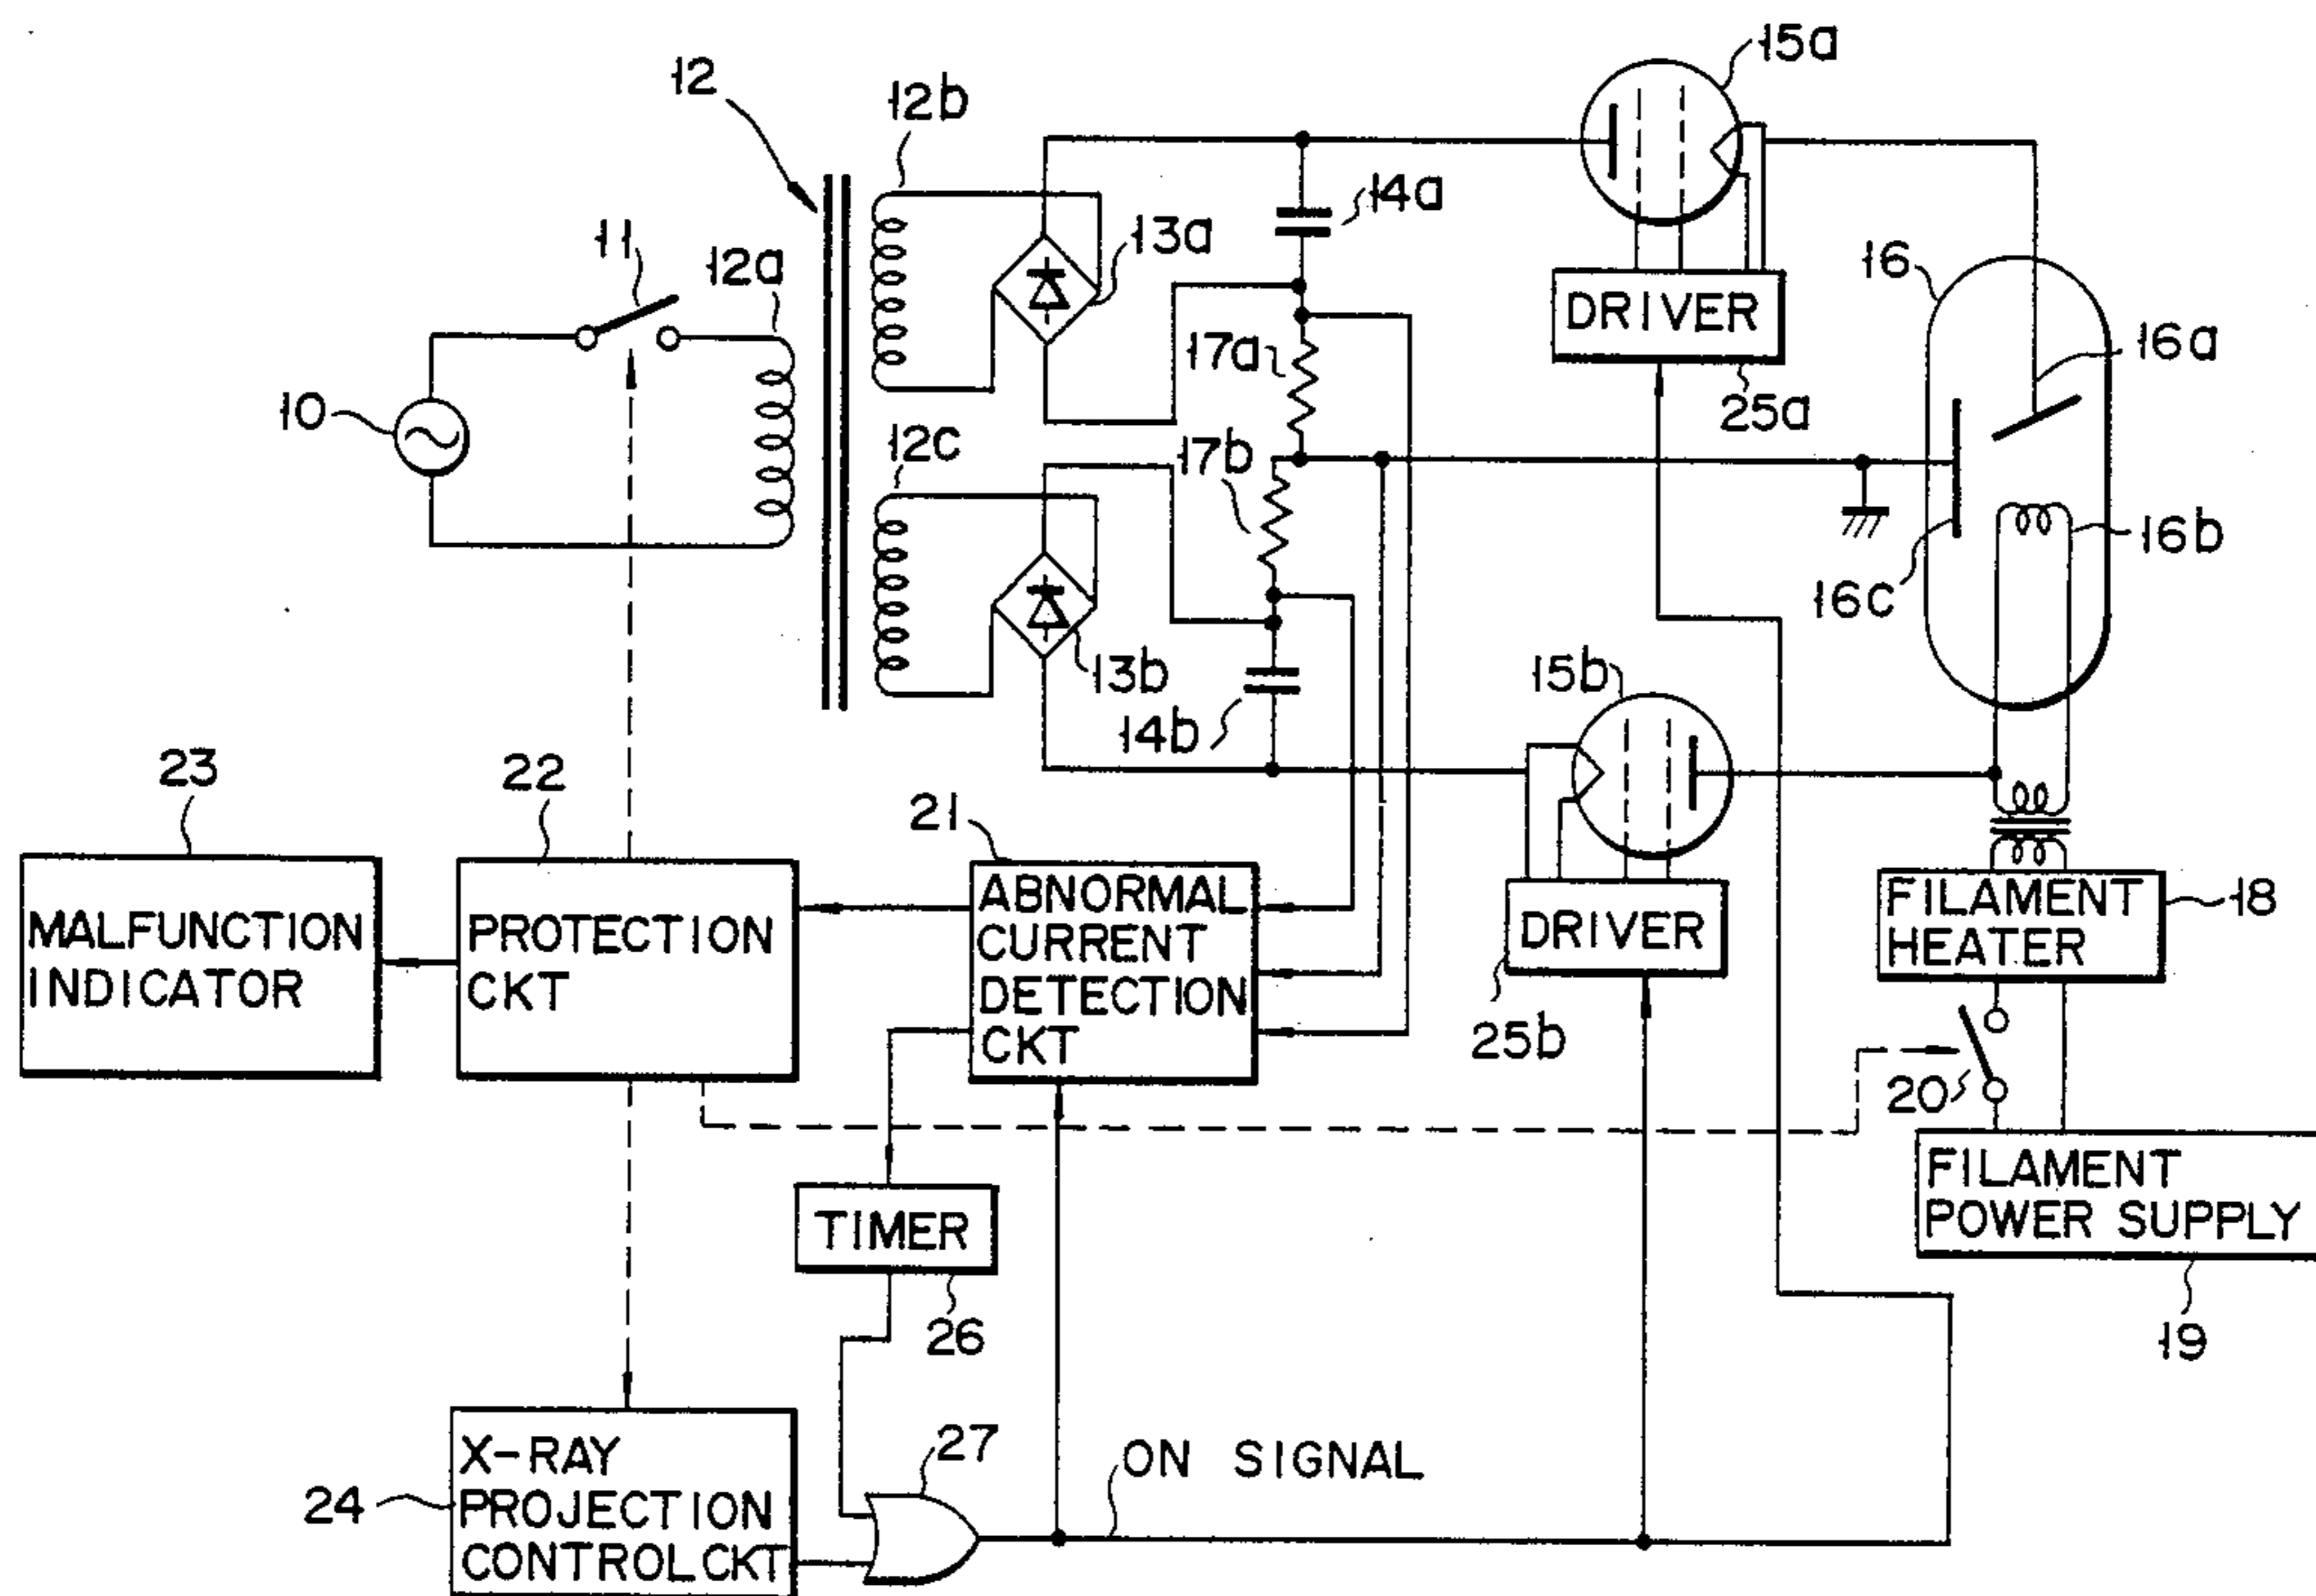 15a
12
12b
14a
13a
11
12a
16
DRIVER
16a
17a
10
25a
12c
17b
16b
16c
13b
15b
14b
23
22
21
MALFUNCTION
INDICATOR
PROTECTION
CKT
ABNORMAL
CURRENT
DETECTION
CKT
DRIVER
FILAMENT
HEATER
18
25b
20
FILAMENT
POWER SUPPLY
TIMER
26
19
27
ON SIGNAL
24
X-RAY
PROJECTION
CONTROLCKT